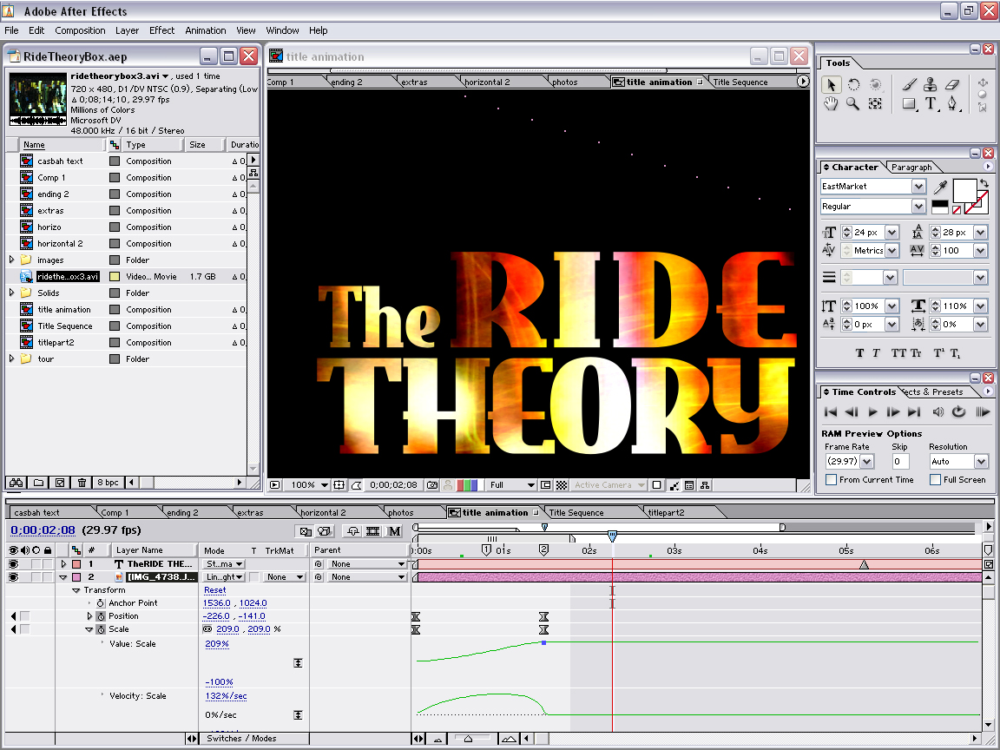 Adobe After Effects
File Edit Composition Layer Effect Animation View Window Help
RideTheoryBox.aep
ridetheorybox3.avi , used 1 time
720 x 480, D1/DV NTSC (0.9), Separating (Low
Δ 0;08;14;10, 29.97 fps
Millions of Colors
Microsoft DV
48.000 kHz / 16 bit / Stereo
Name Type Size Duratio
casbah text Composition Δ 0;
Comp 1 Composition Δ 0;
ending 2 Composition Δ 0;
extras Composition Δ 0;
horizo Composition Δ 0;
horizontal 2 Composition Δ 0;
images Folder
ridethe...ox3.avi Video... Movie 1.7 GB Δ 0;
Solids Folder
title animation Composition Δ 0;
Title Sequence Composition Δ 0;
titlepart2 Composition Δ 0;
tour Folder
8 bpc
title animation
Comp 1 ending 2 extras horizontal 2 photos title animation Title Sequence
The RIDE
THEORY
100% 0;00;02;08 Full Active Camera
Tools
Character Paragraph
EastMarket
Regular
24 px 28 px
Metrics 100
100% 110%
0 px 0%
T T TT Tr T¹ T₁
Time Controls ects & Presets
RAM Preview Options
Frame Rate Skip Resolution
(29.97) 0 Auto
From Current Time Full Screen
casbah text Comp 1 ending 2 extras horizontal 2 photos title animation Title Sequence titlepart2
0;00;02;08 (29.97 fps)
M
# Layer Name Mode T TrkMat Parent
):00s 01s 02s 03s 04s 05s 06s
1 2
1 T TheRIDE THE... St...ma None
2 [IMG_4738.J... Lin...ght None None
Transform Reset
Anchor Point 1536.0 , 1024.0
Position -226.0 , -141.0
Scale 209.0 , 209.0 %
Value: Scale 209%
-100%
Velocity: Scale 132%/sec
0%/sec
Switches / Modes